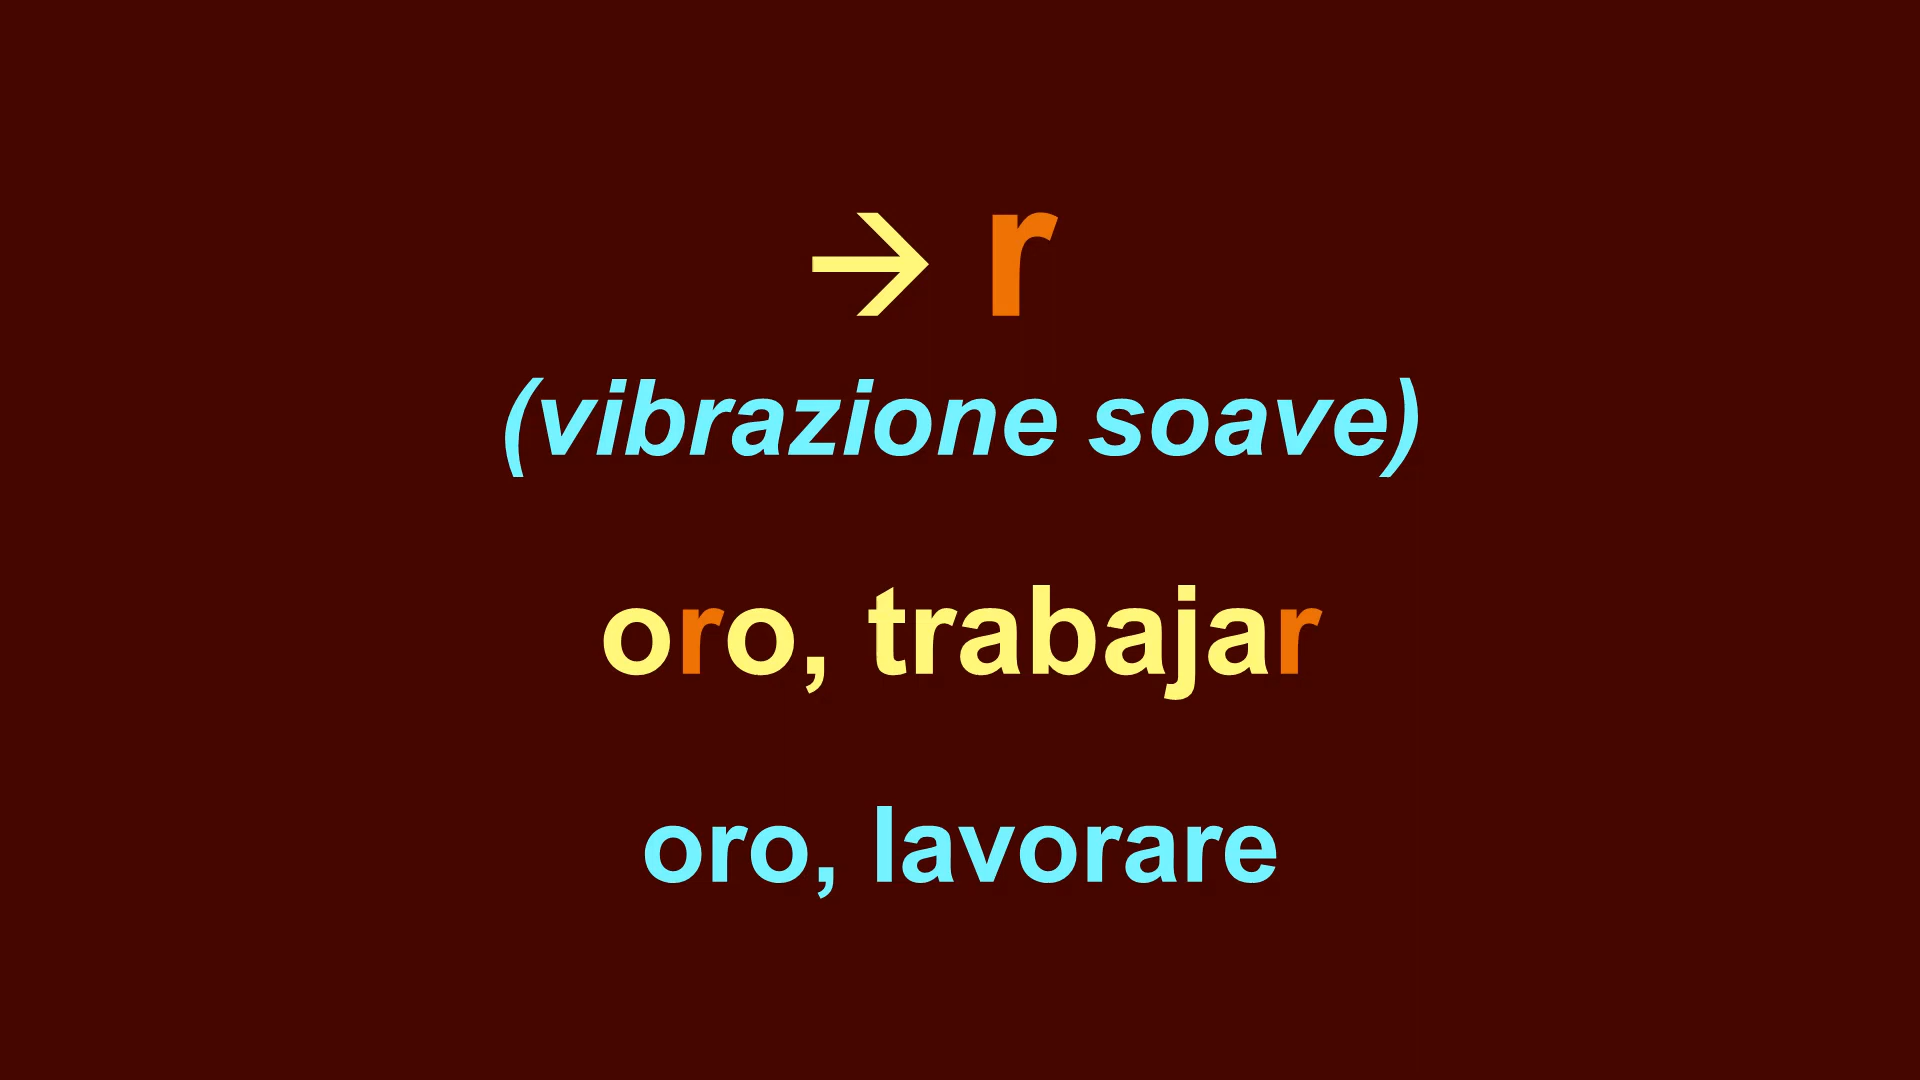 → r
(vibrazione soave)
oro, trabajar
oro, lavorare